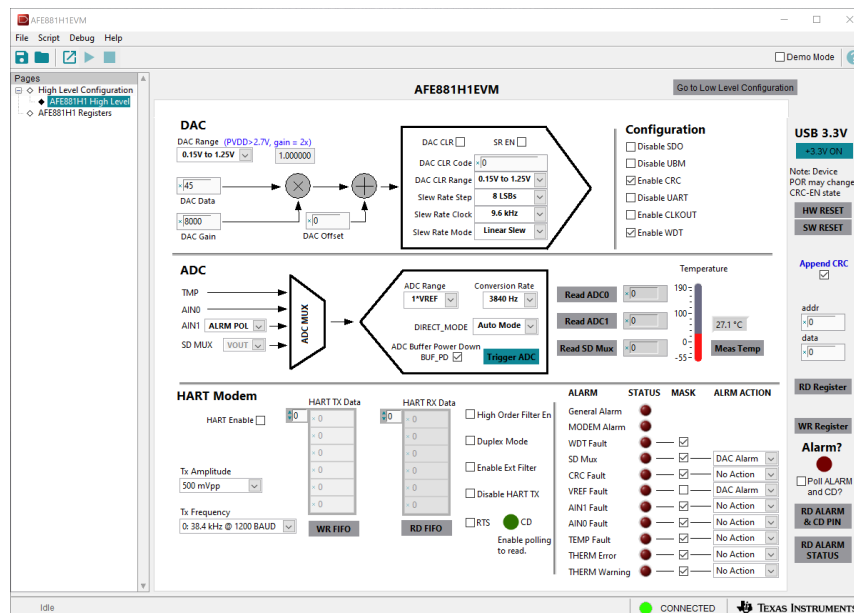 AFE881H1EVM
File Script Debug Help
Demo Mode
Pages
High Level Configuration
AFE881H1 High Level
AFE881H1 Registers
AFE881H1EVM
Go to Low Level Configuration
DAC
DAC Range (PVDD>2.7V, gain = 2x)
0.15V to 1.25V 1.000000
×45
DAC Data
×8000
DAC Gain
×0
DAC Offset
DAC CLR SR EN
DAC CLR Code ×0
DAC CLR Range 0.15V to 1.25V
Slew Rate Step 8 LSBs
Slew Rate Clock 9.6 kHz
Slew Rate Mode Linear Slew
Configuration
Disable SDO
Disable UBM
Enable CRC
Disable UART
Enable CLKOUT
Enable WDT
USB 3.3V
+3.3V ON
Note: Device
POR may change
CRC-EN state
HW RESET
SW RESET
Append CRC
addr
×0
data
×0
RD Register
WR Register
Alarm?
Poll ALARM
and CD?
RD ALARM
& CD PIN
RD ALARM
STATUS
ADC
TMP
AIN0
AIN1 ALRM POL
SD MUX VOUT
ADC MUX
ADC Range Conversion Rate
1*VREF 3840 Hz
DIRECT_MODE Auto Mode
ADC Buffer Power Down
BUF_PD Trigger ADC
Read ADC0 ×0
Read ADC1 ×0
Read SD Mux ×0
Temperature
190
100
0
-55
27.1 °C
Meas Temp
HART Modem
HART Enable
HART TX Data
0 ×0
×0
×0
×0
×0
×0
WR FIFO
HART RX Data
0 ×0
×0
×0
×0
×0
×0
RD FIFO
Tx Amplitude
500 mVpp
Tx Frequency
0: 38.4 kHz @ 1200 BAUD
High Order Filter En
Duplex Mode
Enable Ext Filter
Disable HART TX
RTS CD
Enable polling
to read.
ALARM STATUS MASK ALRM ACTION
General Alarm
MODEM Alarm
WDT Fault
SD Mux DAC Alarm
CRC Fault No Action
VREF Fault DAC Alarm
AIN1 Fault No Action
AIN0 Fault No Action
TEMP Fault No Action
THERM Error No Action
THERM Warning No Action
Idle
CONNECTED
TEXAS INSTRUMENTS